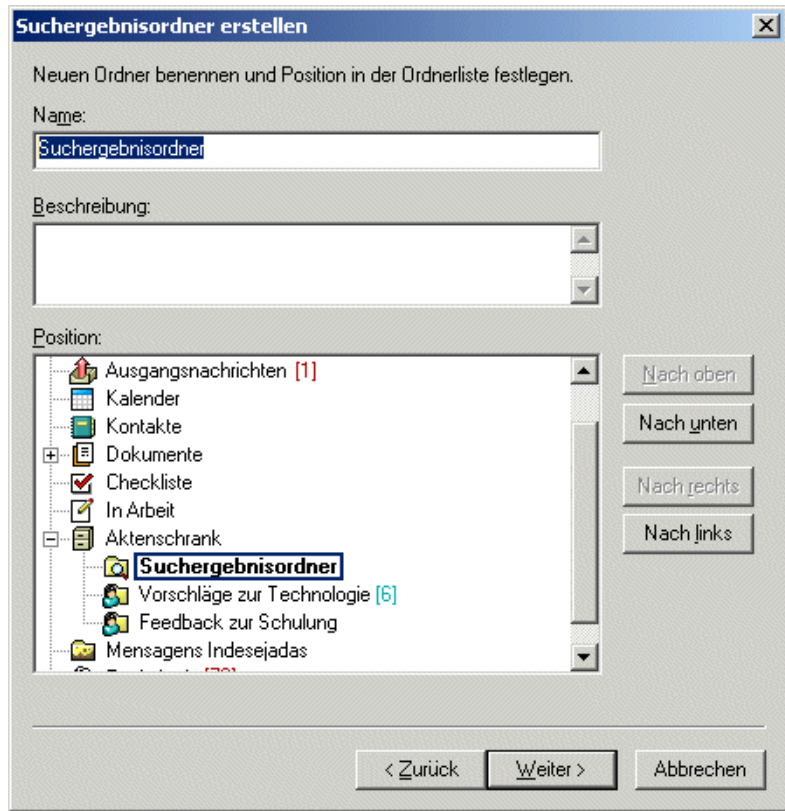 Suchergebnisordner erstellen
Neuen Ordner benennen und Position in der Ordnerliste festlegen.
Name:
Suchergebnisordner
Beschreibung:
Position:
Ausgangsnachrichten [1]
Kalender
Kontakte
Dokumente
Checkliste
In Arbeit
Aktenschrank
Suchergebnisordner
Vorschläge zur Technologie [6]
Feedback zur Schulung
Mensagens Indesejadas
Nach oben
Nach unten
Nach rechts
Nach links
< Zurück
Weiter >
Abbrechen